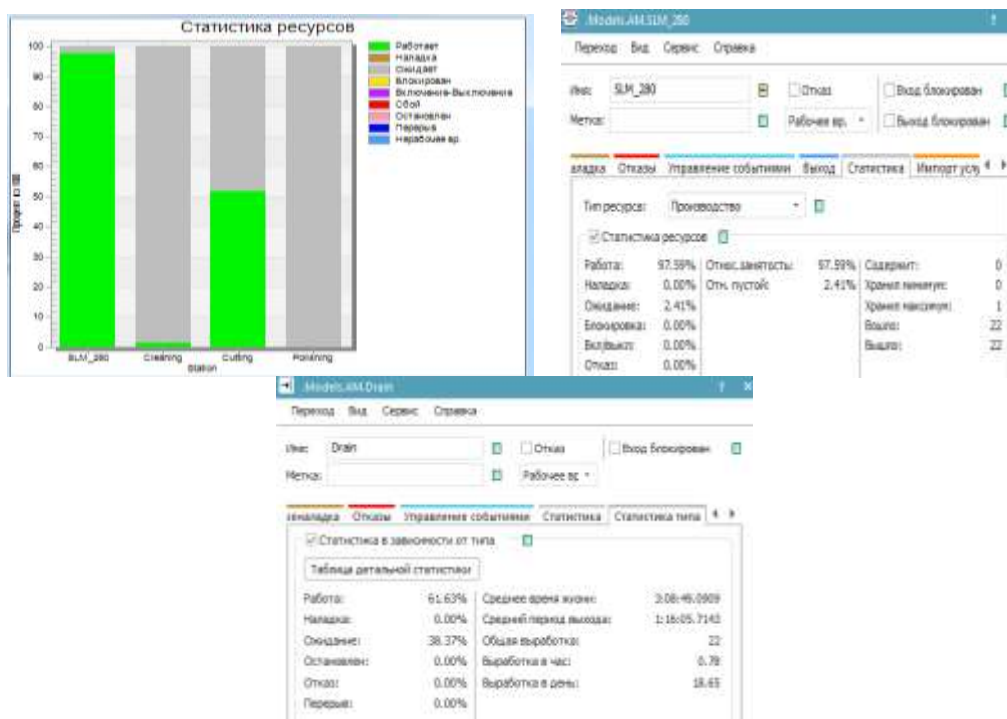 Статистика ресурсов
100
90
80
70
60
50
40
30
20
10
0
SLM_280
Cleaning
Cutting
Polishing
Station
Работает
Наладка
Ожидает
Блокирован
Включение-Выключение
Сбой
Остановлен
Перерыв
Нерабочее вр.
.Models.AM.SLM_280
Переход Вид Сервис Справка
Имя: SLM_280 Отказ Вход блокирован
Метка: Рабочее вр. Выход блокирован
Отказы Управление событиями Выход Статистика Импорт услу
Тип ресурса: Производство
Статистика ресурсов
Работа: 97.59% Относ.занятость: 97.59% Содержит: 0
Наладка: 0.00% Отн. пустой: 2.41% Хранил минимум: 0
Ожидание: 2.41% Хранил максимум: 1
Блокировка: 0.00% Вошло: 22
Вкл/выкл: 0.00% Вышло: 22
Отказ: 0.00%
.Models.AM.Drain
Переход Вид Сервис Справка
Имя: Drain Отказ Вход блокирован
Метка: Рабочее вр
Отказы Управление событиями Статистика Статистика типа
Статистика в зависимости от типа
Таблица детальной статистики
Работа: 61.63% Среднее время жизни: 3:08:49.0909
Наладка: 0.00% Средний период выхода: 1:16:05.7143
Ожидание: 38.37% Общая выработка: 22
Остановлен: 0.00% Выработка в час: 0.78
Отказ: 0.00% Выработка в день: 18.65
Перерыв: 0.00%